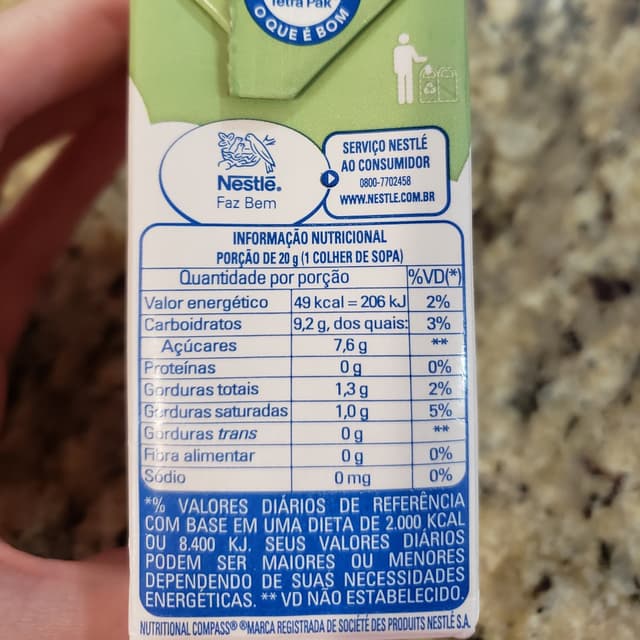 Tetra Pak
O QUE É BOM
Nestlē.
Faz Bem
SERVIÇO NESTLÉ
AO CONSUMIDOR
0800-7702458
WWW.NESTLE.COM.BR
INFORMAÇÃO NUTRICIONAL
PORÇÃO DE 20 g (1 COLHER DE SOPA)
Quantidade por porção %VD(*)
Valor energético 49 kcal = 206 kJ 2%
Carboidratos 9,2 g, dos quais: 3%
Açúcares 7,6 g **
Proteínas 0 g 0%
Gorduras totais 1,3 g 2%
Gorduras saturadas 1,0 g 5%
Gorduras trans 0 g **
Fibra alimentar 0 g 0%
Sódio 0 mg 0%
*% VALORES DIÁRIOS DE REFERÊNCIA
COM BASE EM UMA DIETA DE 2.000 KCAL
OU 8.400 KJ. SEUS VALORES DIÁRIOS
PODEM SER MAIORES OU MENORES
DEPENDENDO DE SUAS NECESSIDADES
ENERGÉTICAS. ** VD NÃO ESTABELECIDO.
NUTRITIONAL COMPASS® ®MARCA REGISTRADA DE SOCIÉTÉ DES PRODUITS NESTLÉ S.A.